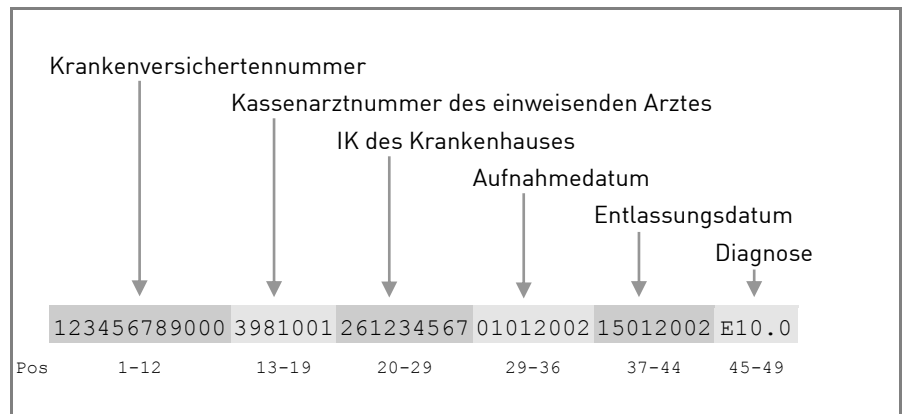 Krankenversichertennummer
Kassenarztnummer des einweisenden Arztes
IK des Krankenhauses
Aufnahmedatum
Entlassungsdatum
Diagnose
123456789000 3981001 261234567 01012002 15012002 E10.0
Pos 1-12 13-19 20-29 29-36 37-44 45-49